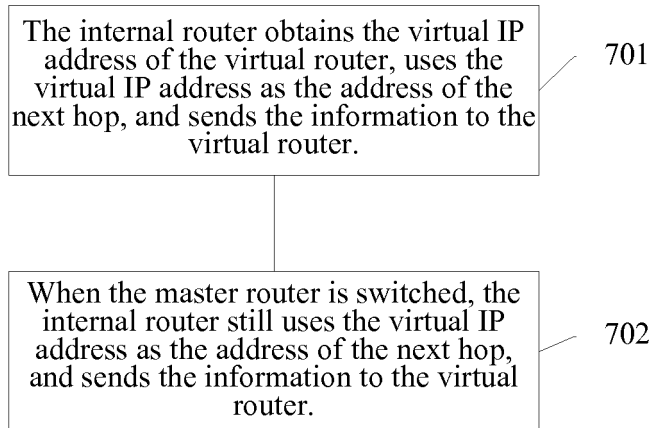 The internal router obtains the virtual IP
address of the virtual router, uses the
virtual IP address as the address of the
next hop, and sends the information to the
virtual router.
701
When the master router is switched, the
internal router still uses the virtual IP
address as the address of the next hop,
and sends the information to the virtual
router.
702